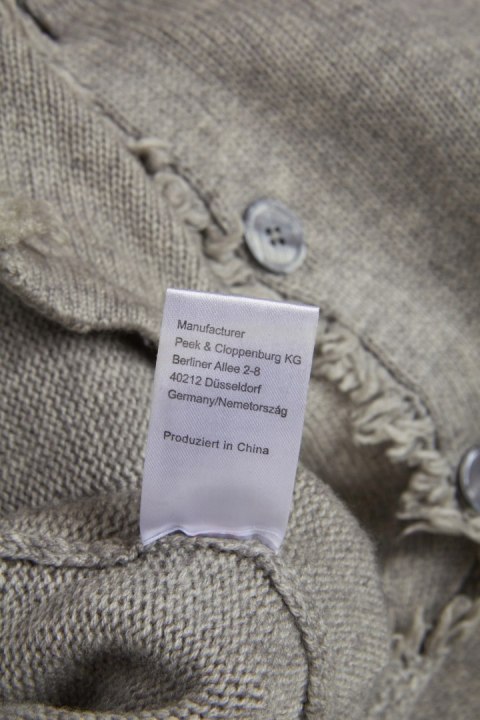 Manufacturer
Peek & Cloppenburg KG
Berliner Allee 2-8
40212 Düsseldorf
Germany/Nemetország
Produziert in China